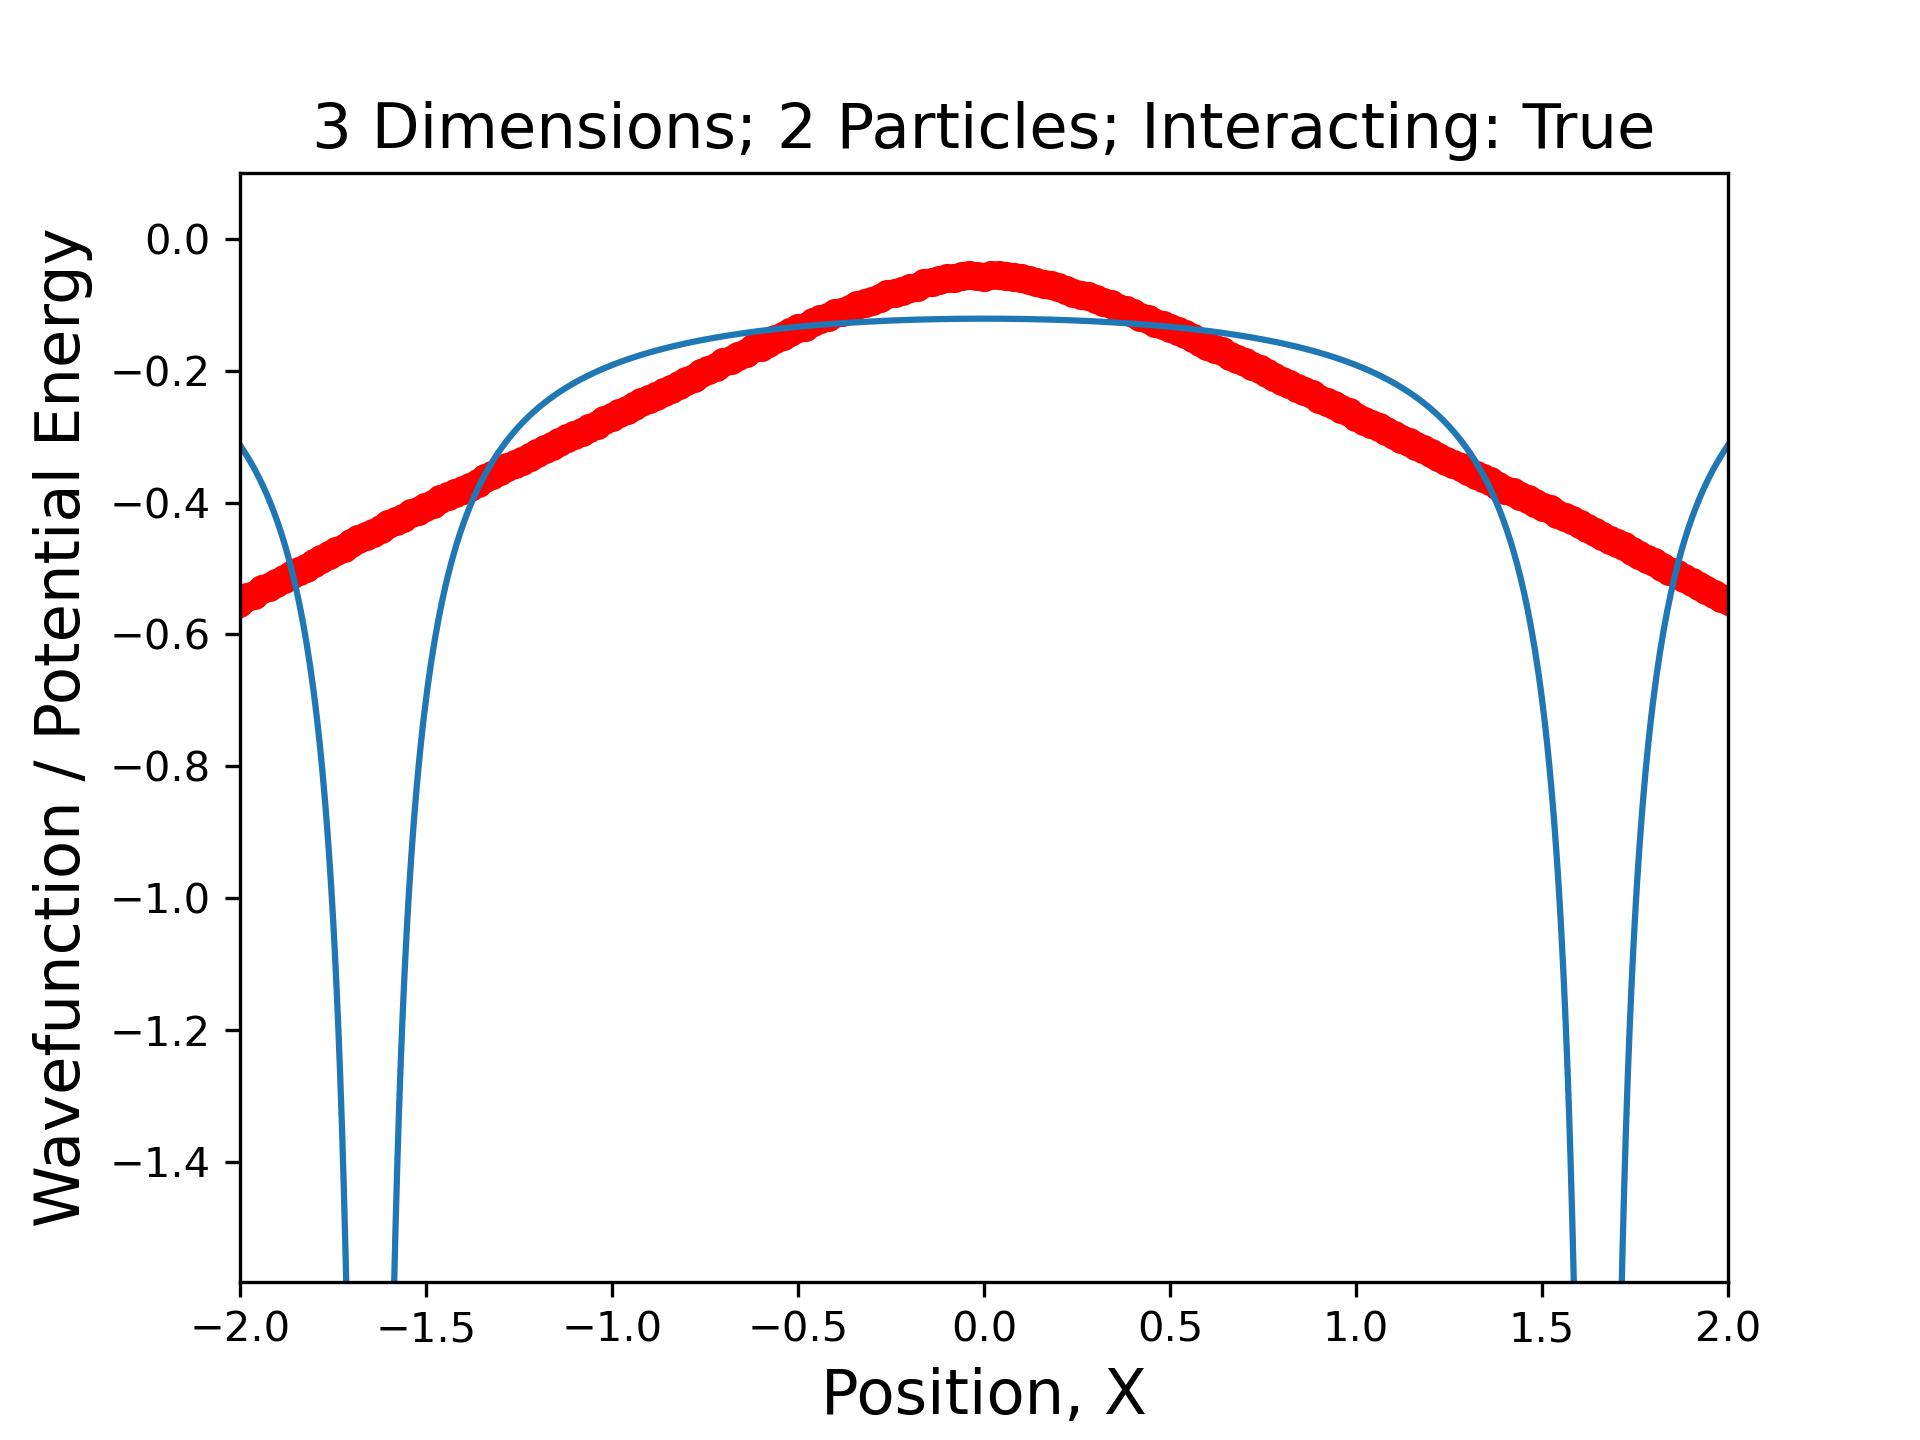 3 Dimensions; 2 Particles; Interacting: True
Wavefunction / Potential Energy
0.0
−0.2
−0.4
−0.6
−0.8
−1.0
−1.2
−1.4
−2.0 −1.5 −1.0 −0.5 0.0 0.5 1.0 1.5 2.0
Position, X